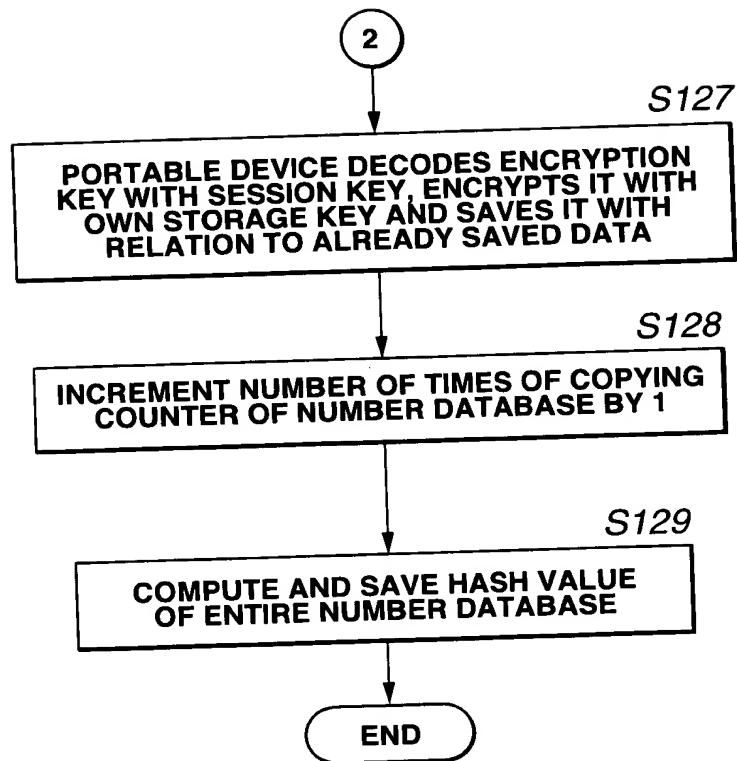 2
S127
PORTABLE DEVICE DECODES ENCRYPTION
KEY WITH SESSION KEY, ENCRYPTS IT WITH
OWN STORAGE KEY AND SAVES IT WITH
RELATION TO ALREADY SAVED DATA
S128
INCREMENT NUMBER OF TIMES OF COPYING
COUNTER OF NUMBER DATABASE BY 1
S129
COMPUTE AND SAVE HASH VALUE
OF ENTIRE NUMBER DATABASE
END